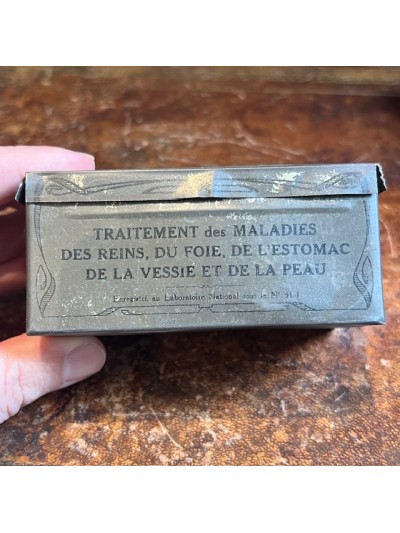 TRAITEMENT des MALADIES
DES REINS, DU FOIE, DE L'ESTOMAC
DE LA VESSIE ET DE LA PEAU
Enregistré au Laboratoire National sous le Nº